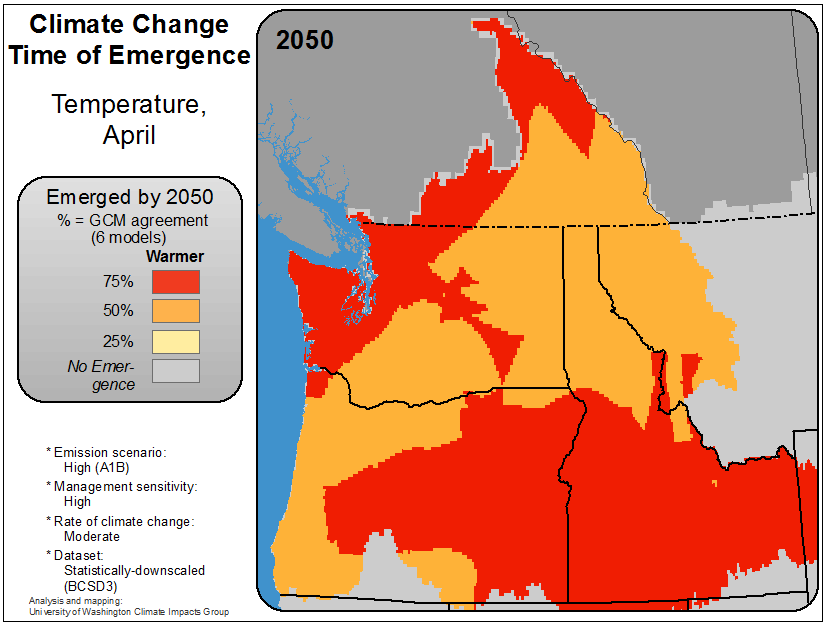 Climate Change
Time of Emergence
Temperature,
April
Emerged by 2050
% = GCM agreement
(6 models)
Warmer
75%
50%
25%
No Emer-
gence
* Emission scenario:
High (A1B)
* Management sensitivity:
High
* Rate of climate change:
Moderate
* Dataset:
Statistically-downscaled
(BCSD3)
Analysis and mapping:
University of Washington Climate Impacts Group
2050